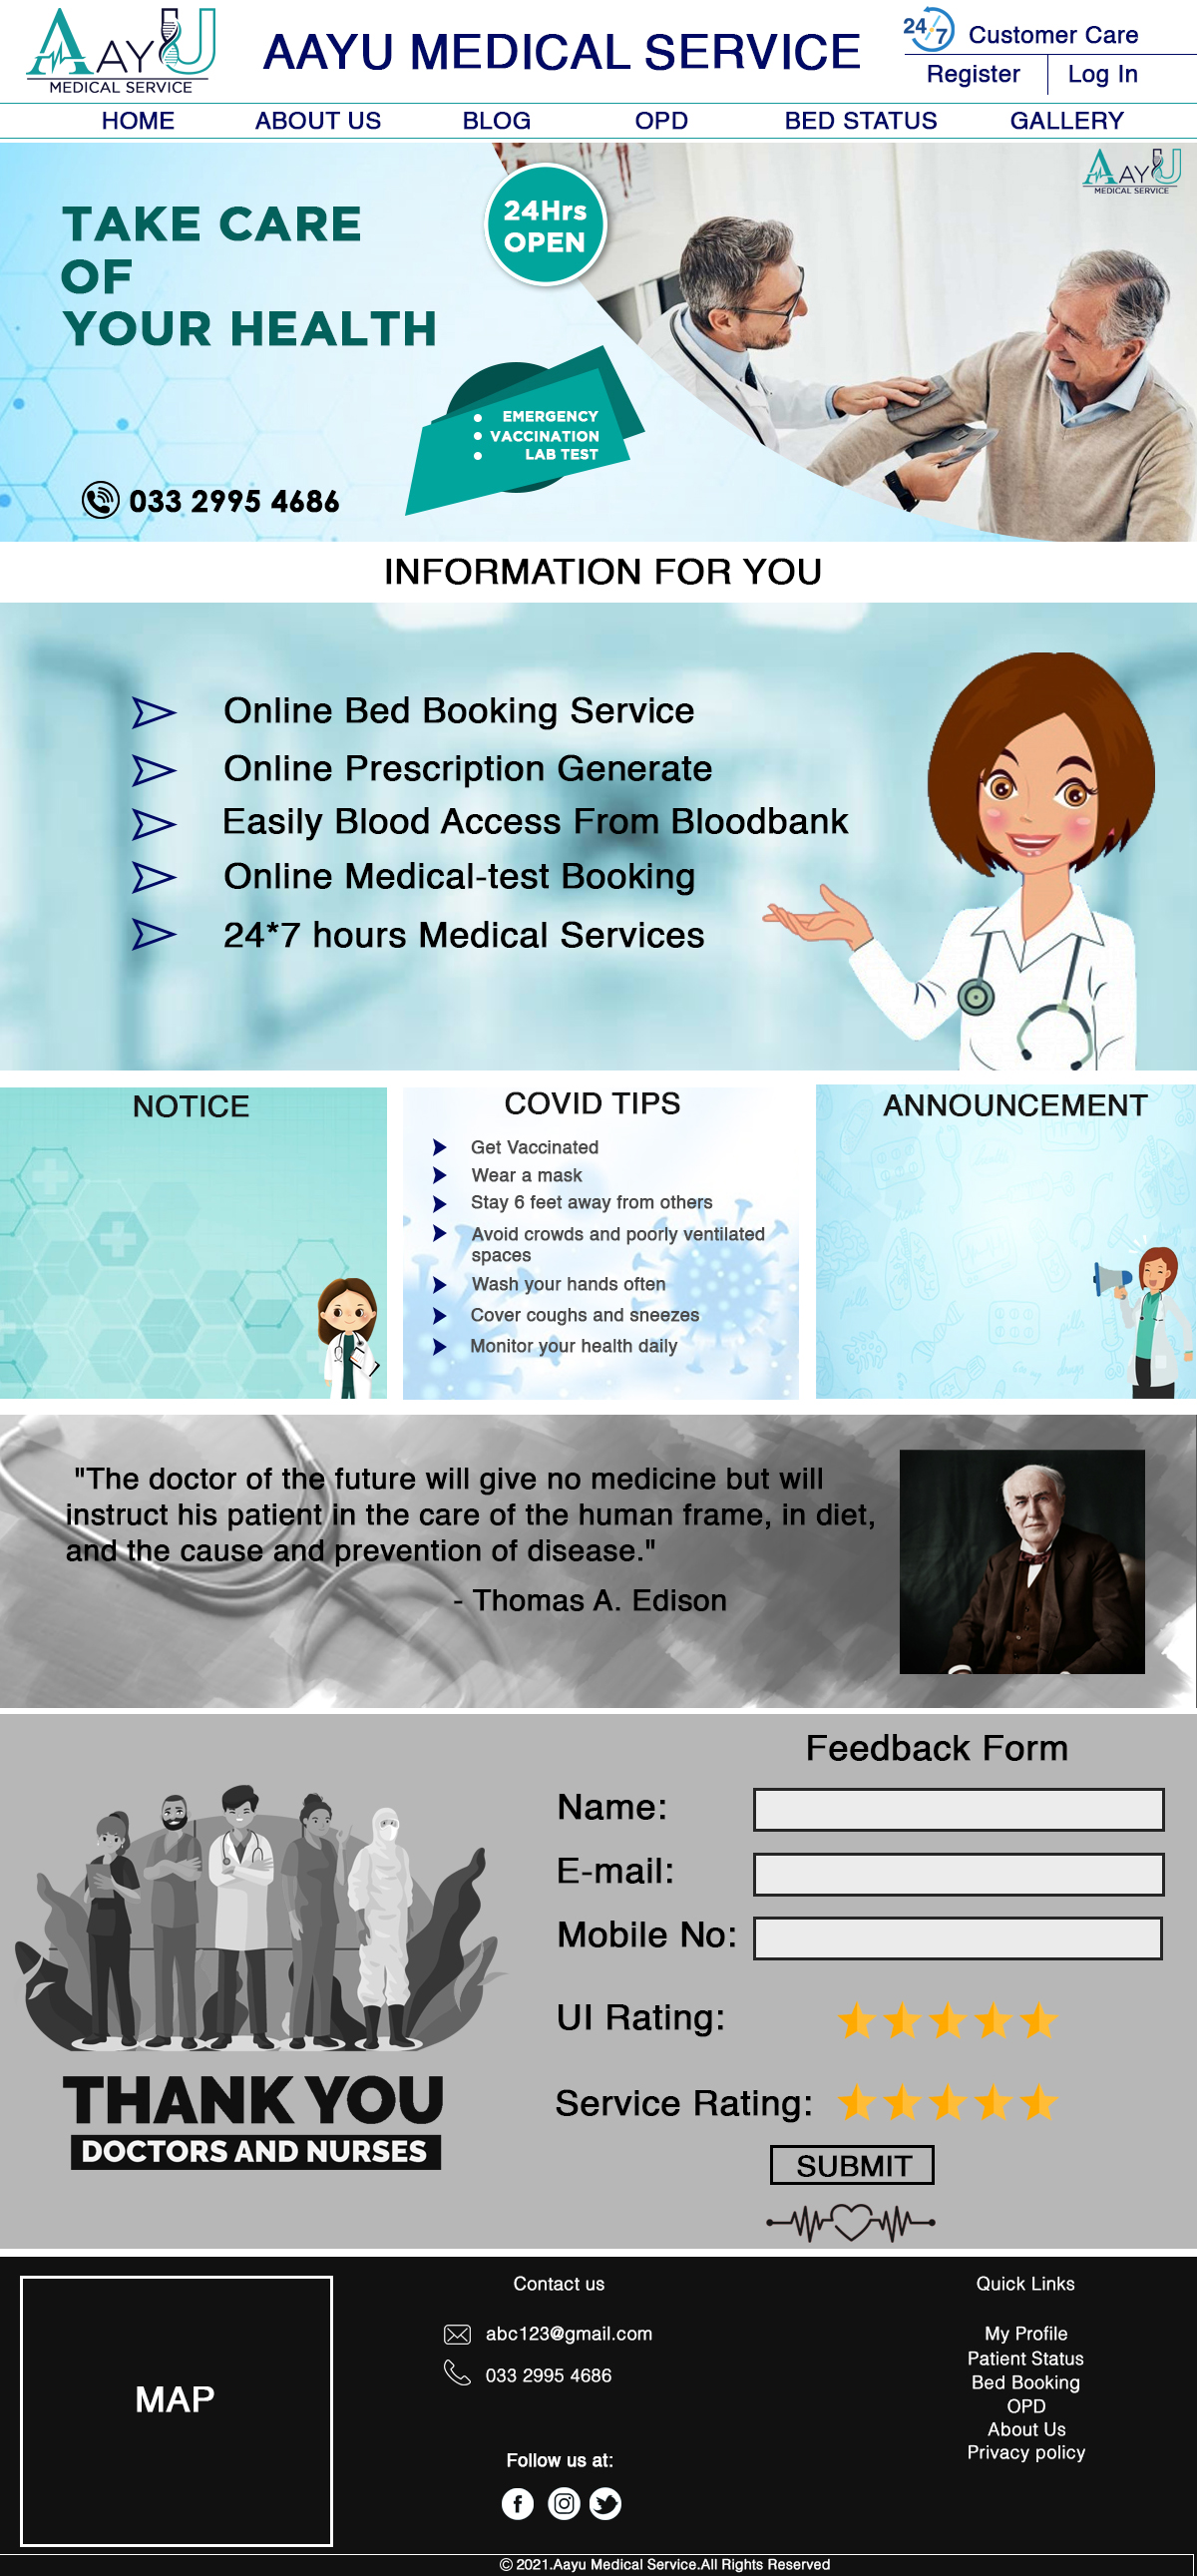 AAYU
MEDICAL SERVICE
AAYU MEDICAL SERVICE
24/7 Customer Care
Register Log In
HOME ABOUT US BLOG OPD BED STATUS GALLERY
AAYU
MEDICAL SERVICE
TAKE CARE
OF
YOUR HEALTH
24Hrs
OPEN
EMERGENCY
VACCINATION
LAB TEST
033 2995 4686
INFORMATION FOR YOU
Online Bed Booking Service
Online Prescription Generate
Easily Blood Access From Bloodbank
Online Medical-test Booking
24*7 hours Medical Services
NOTICE
COVID TIPS
Get Vaccinated
Wear a mask
Stay 6 feet away from others
Avoid crowds and poorly ventilated
spaces
Wash your hands often
Cover coughs and sneezes
Monitor your health daily
ANNOUNCEMENT
"The doctor of the future will give no medicine but will
instruct his patient in the care of the human frame, in diet,
and the cause and prevention of disease."
- Thomas A. Edison
THANK YOU
DOCTORS AND NURSES
Feedback Form
Name:
E-mail:
Mobile No:
UI Rating:
Service Rating:
SUBMIT
MAP
Contact us
abc123@gmail.com
033 2995 4686
Follow us at:
Quick Links
My Profile
Patient Status
Bed Booking
OPD
About Us
Privacy policy
© 2021.Aayu Medical Service.All Rights Reserved